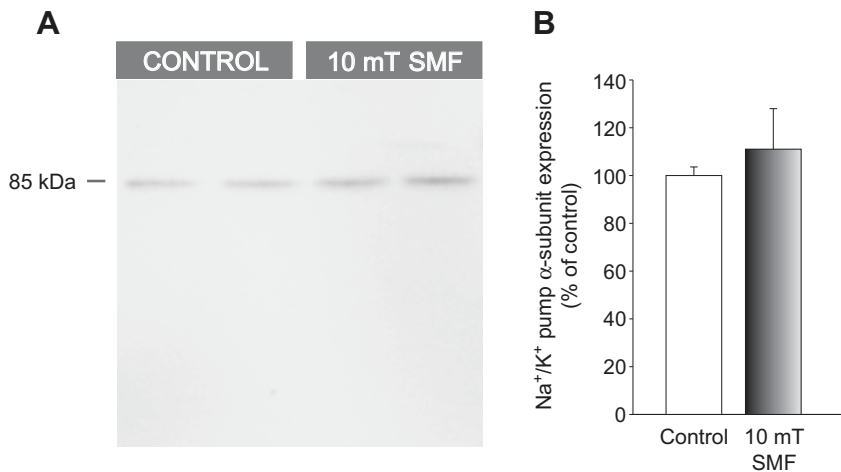 A
CONTROL
10 mT SMF
85 kDa
B
Na⁺/K⁺ pump α-subunit expression
(% of control)
140
120
100
80
60
40
20
0
Control
10 mT
SMF